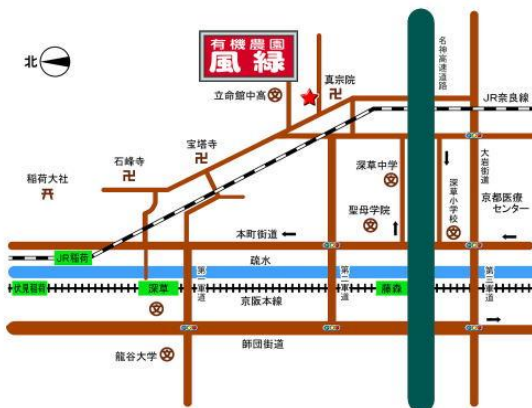 有機農園
風緑
北
立命館中高
真宗院
名神高速道路
JR奈良線
宝塔寺
石峰寺
稲荷大社
深草中学
聖母学院
深草小学校
大岩街道
京都医療
センター
本町街道
JR稲荷
疏水
第一軍道
第二軍道
第三軍道
伏見稲荷
深草
京阪本線
藤森
師団街道
龍谷大学